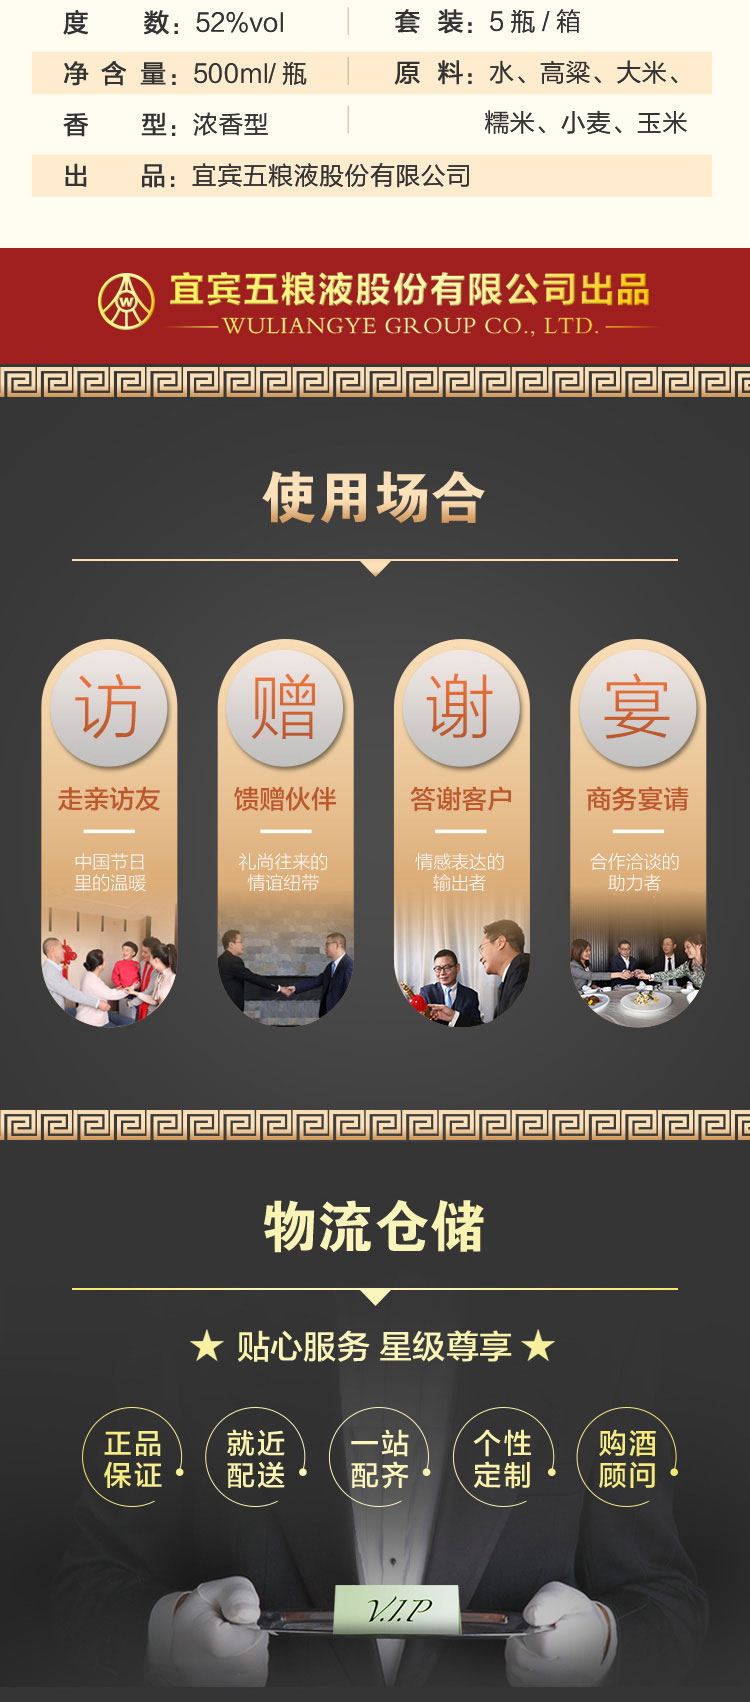 度 数：52%vol
套 装：5 瓶 / 箱
净 含 量：500ml/ 瓶
原 料：水、高粱、大米、
香 型：浓香型
糯米、小麦、玉米
出 品：宜宾五粮液股份有限公司
宜宾五粮液股份有限公司出品
WULIANGYE GROUP CO., LTD.
使用场合
访
走亲访友
中国节日
里的温暖
赠
馈赠伙伴
礼尚往来的
情谊纽带
谢
答谢客户
情感表达的
输出者
宴
商务宴请
合作洽谈的
助力者
物流仓储
★ 贴心服务 星级尊享 ★
正品
保证
就近
配送
一站
配齐
个性
定制
购酒
顾问
V.I.P